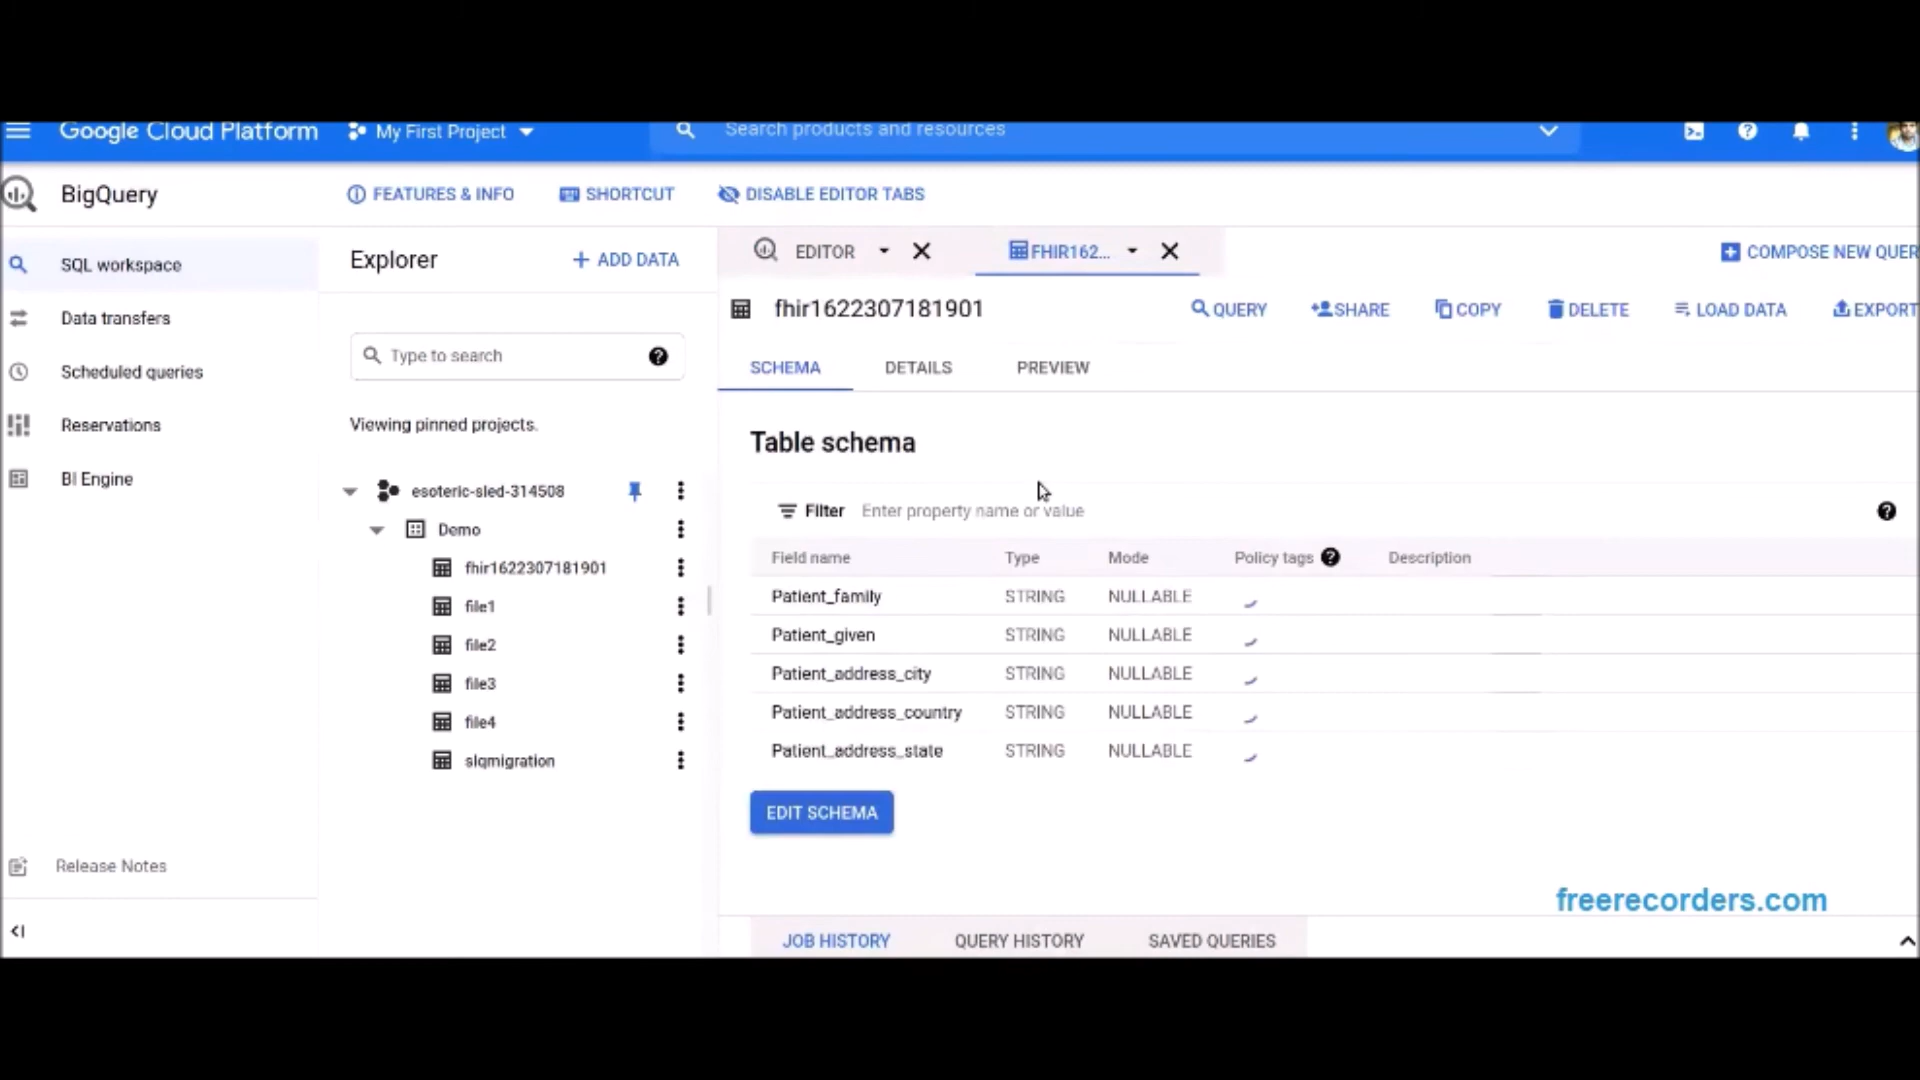 Google Cloud Platform
My First Project
Search products and resources
BigQuery
FEATURES & INFO
SHORTCUT
DISABLE EDITOR TABS
SQL workspace
Data transfers
Scheduled queries
Reservations
BI Engine
Release Notes
Explorer
+ ADD DATA
Type to search
Viewing pinned projects.
esoteric-sled-314508
Demo
fhir1622307181901
file1
file2
file3
file4
slqmigration
EDITOR
FHIR162...
COMPOSE NEW QUER
fhir1622307181901
QUERY
SHARE
COPY
DELETE
LOAD DATA
EXPORT
SCHEMA
DETAILS
PREVIEW
Table schema
Filter Enter property name or value
Field name Type Mode Policy tags Description
Patient_family STRING NULLABLE
Patient_given STRING NULLABLE
Patient_address_city STRING NULLABLE
Patient_address_country STRING NULLABLE
Patient_address_state STRING NULLABLE
EDIT SCHEMA
freerecorders.com
JOB HISTORY
QUERY HISTORY
SAVED QUERIES